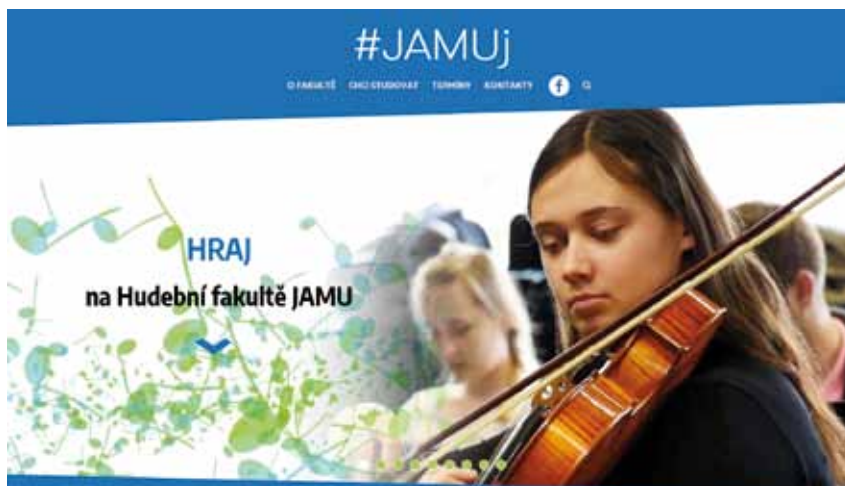 #JAMUj
O FAKULTĚ CHCI STUDOVAT TERMÍNY KONTAKTY f
HRAJ
na Hudební fakultě JAMU